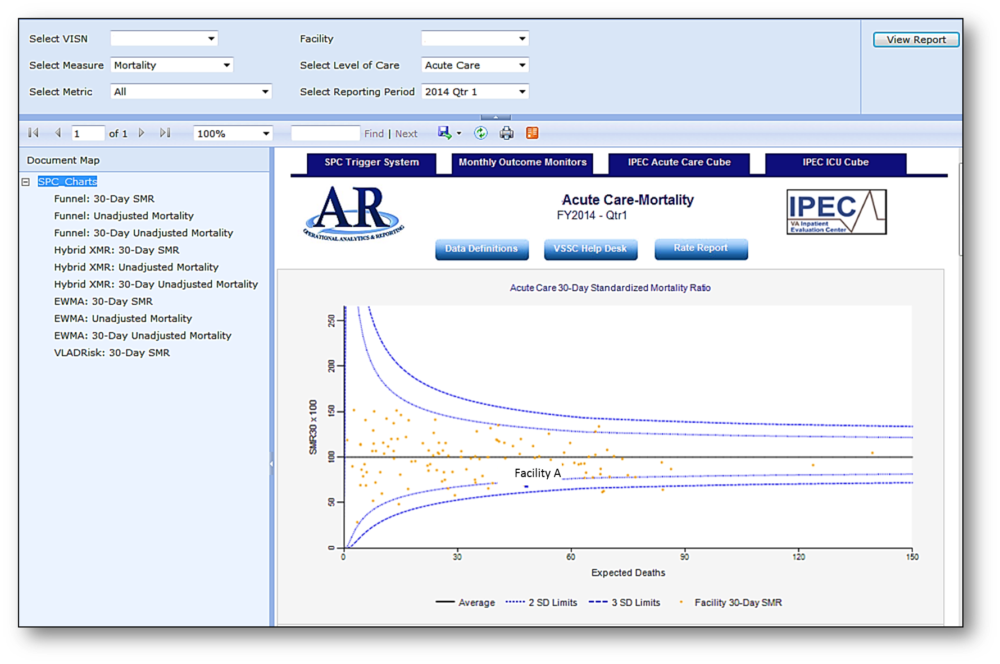 Select VISN
Facility
View Report
Select Measure Mortality
Select Level of Care Acute Care
Select Metric All
Select Reporting Period 2014 Qtr 1
1 of 1
100%
Find | Next
Document Map
SPC_Charts
Funnel: 30-Day SMR
Funnel: Unadjusted Mortality
Funnel: 30-Day Unadjusted Mortality
Hybrid XMR: 30-Day SMR
Hybrid XMR: Unadjusted Mortality
Hybrid XMR: 30-Day Unadjusted Mortality
EWMA: 30-Day SMR
EWMA: Unadjusted Mortality
EWMA: 30-Day Unadjusted Mortality
VLADRisk: 30-Day SMR
SPC Trigger System
Monthly Outcome Monitors
IPEC Acute Care Cube
IPEC ICU Cube
AR
OPERATIONAL ANALYTICS & REPORTING
Acute Care-Mortality
FY2014 - Qtr1
IPEC
VA Inpatient
Evaluation Center
Data Definitions
VSSC Help Desk
Rate Report
Acute Care 30-Day Standardized Mortality Ratio
SMR30 x 100
250
200
150
100
50
0
Facility A
0 30 60 90 120 150
Expected Deaths
Average 2 SD Limits 3 SD Limits Facility 30-Day SMR